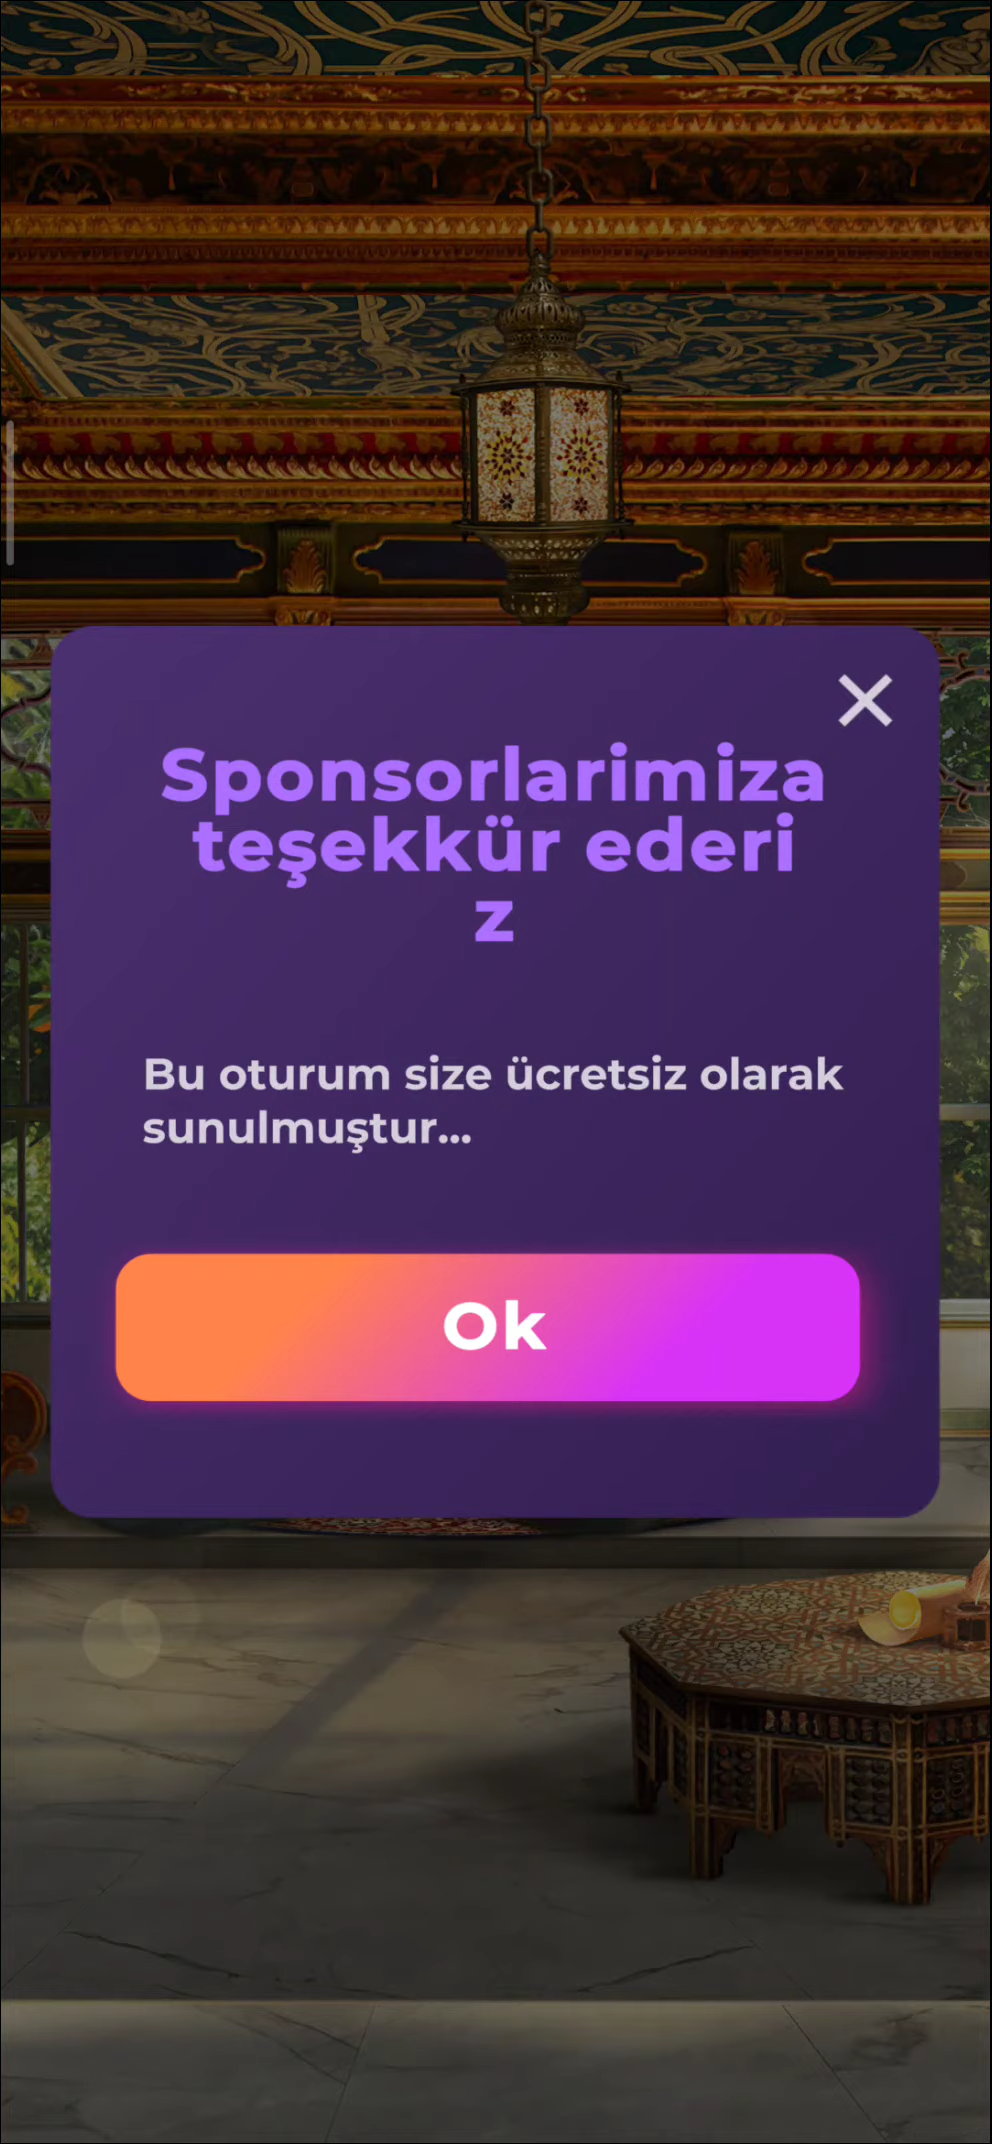 Sponsorlarimiza
teşekkür ederi
z
Bu oturum size ücretsiz olarak
sunulmuştur...
Ok